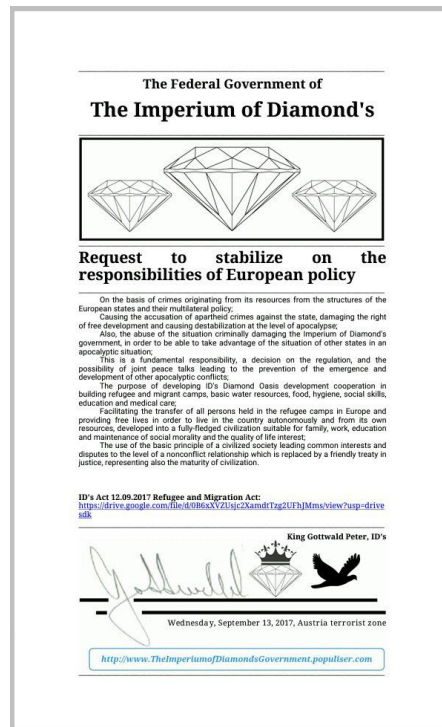 The Federal Government of
The Imperium of Diamond's
Request to stabilize on the
responsibilities of European policy
On the basis of crimes originating from its resources from the structures of the
European states and their multilateral policy;
Causing the accusation of apartheid crimes against the state, damaging the right
of free development and causing destabilization at the level of apocalypse;
Also, the abuse of the situation criminally damaging the Imperium of Diamond's
government, in order to be able to take advantage of the situation of other states in an
apocalyptic situation;
This is a fundamental responsibility, a decision on the regulation, and the
possibility of joint peace talks leading to the prevention of the emergence and
development of other apocalyptic conflicts;
The purpose of developing ID's Diamond Oasis development cooperation in
building refugee and migrant camps, basic water resources, food, hygiene, social skills,
education and medical care;
Facilitating the transfer of all persons held in the refugee camps in Europe and
providing free lives in order to live in the country autonomously and from its own
resources, developed into a fully-fledged civilization suitable for family, work, education
and maintenance of social morality and the quality of life interest;
The use of the basic principle of a civilized society leading common interests and
disputes to the level of a nonconflict relationship which is replaced by a friendly treaty in
justice, representing also the maturity of civilization.
ID's Act 12.09.2017 Refugee and Migration Act:
https://drive.google.com/file/d/0B6xXVZUsjc2XamdtTzg2UFhJMms/view?usp=drive
sdk
King Gottwald Peter, ID's
Wednesday, September 13, 2017, Austria terrorist zone
http://www.TheImperiumofDiamondsGovernment.populiser.com